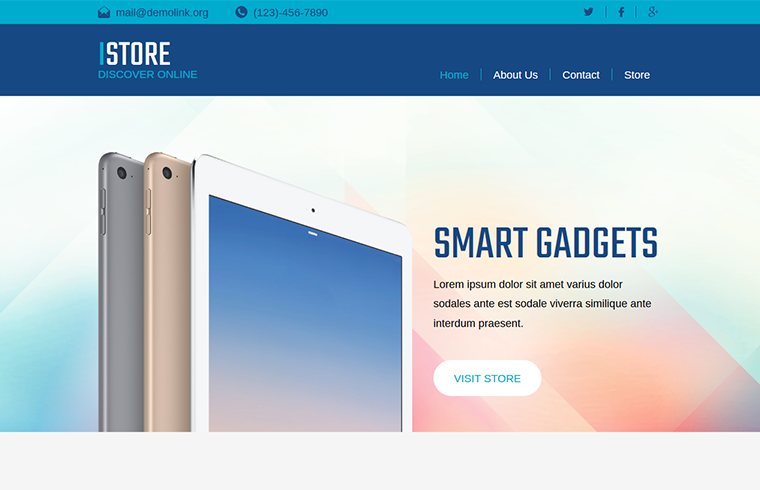 mail@demolink.org (123)-456-7890
ISTORE
DISCOVER ONLINE
Home About Us Contact Store
SMART GADGETS
Lorem ipsum dolor sit amet varius dolor
sodales ante est sodale viverra similique ante
interdum praesent.
VISIT STORE